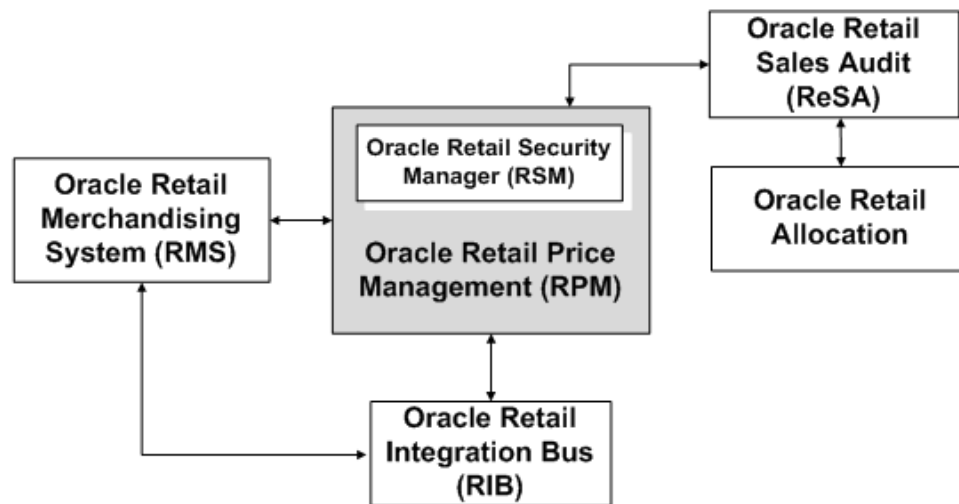 Oracle Retail
Sales Audit
(ReSA)
Oracle Retail Security
Manager (RSM)
Oracle Retail
Merchandising
System (RMS)
Oracle Retail
Allocation
Oracle Retail Price
Management (RPM)
Oracle Retail
Integration Bus
(RIB)